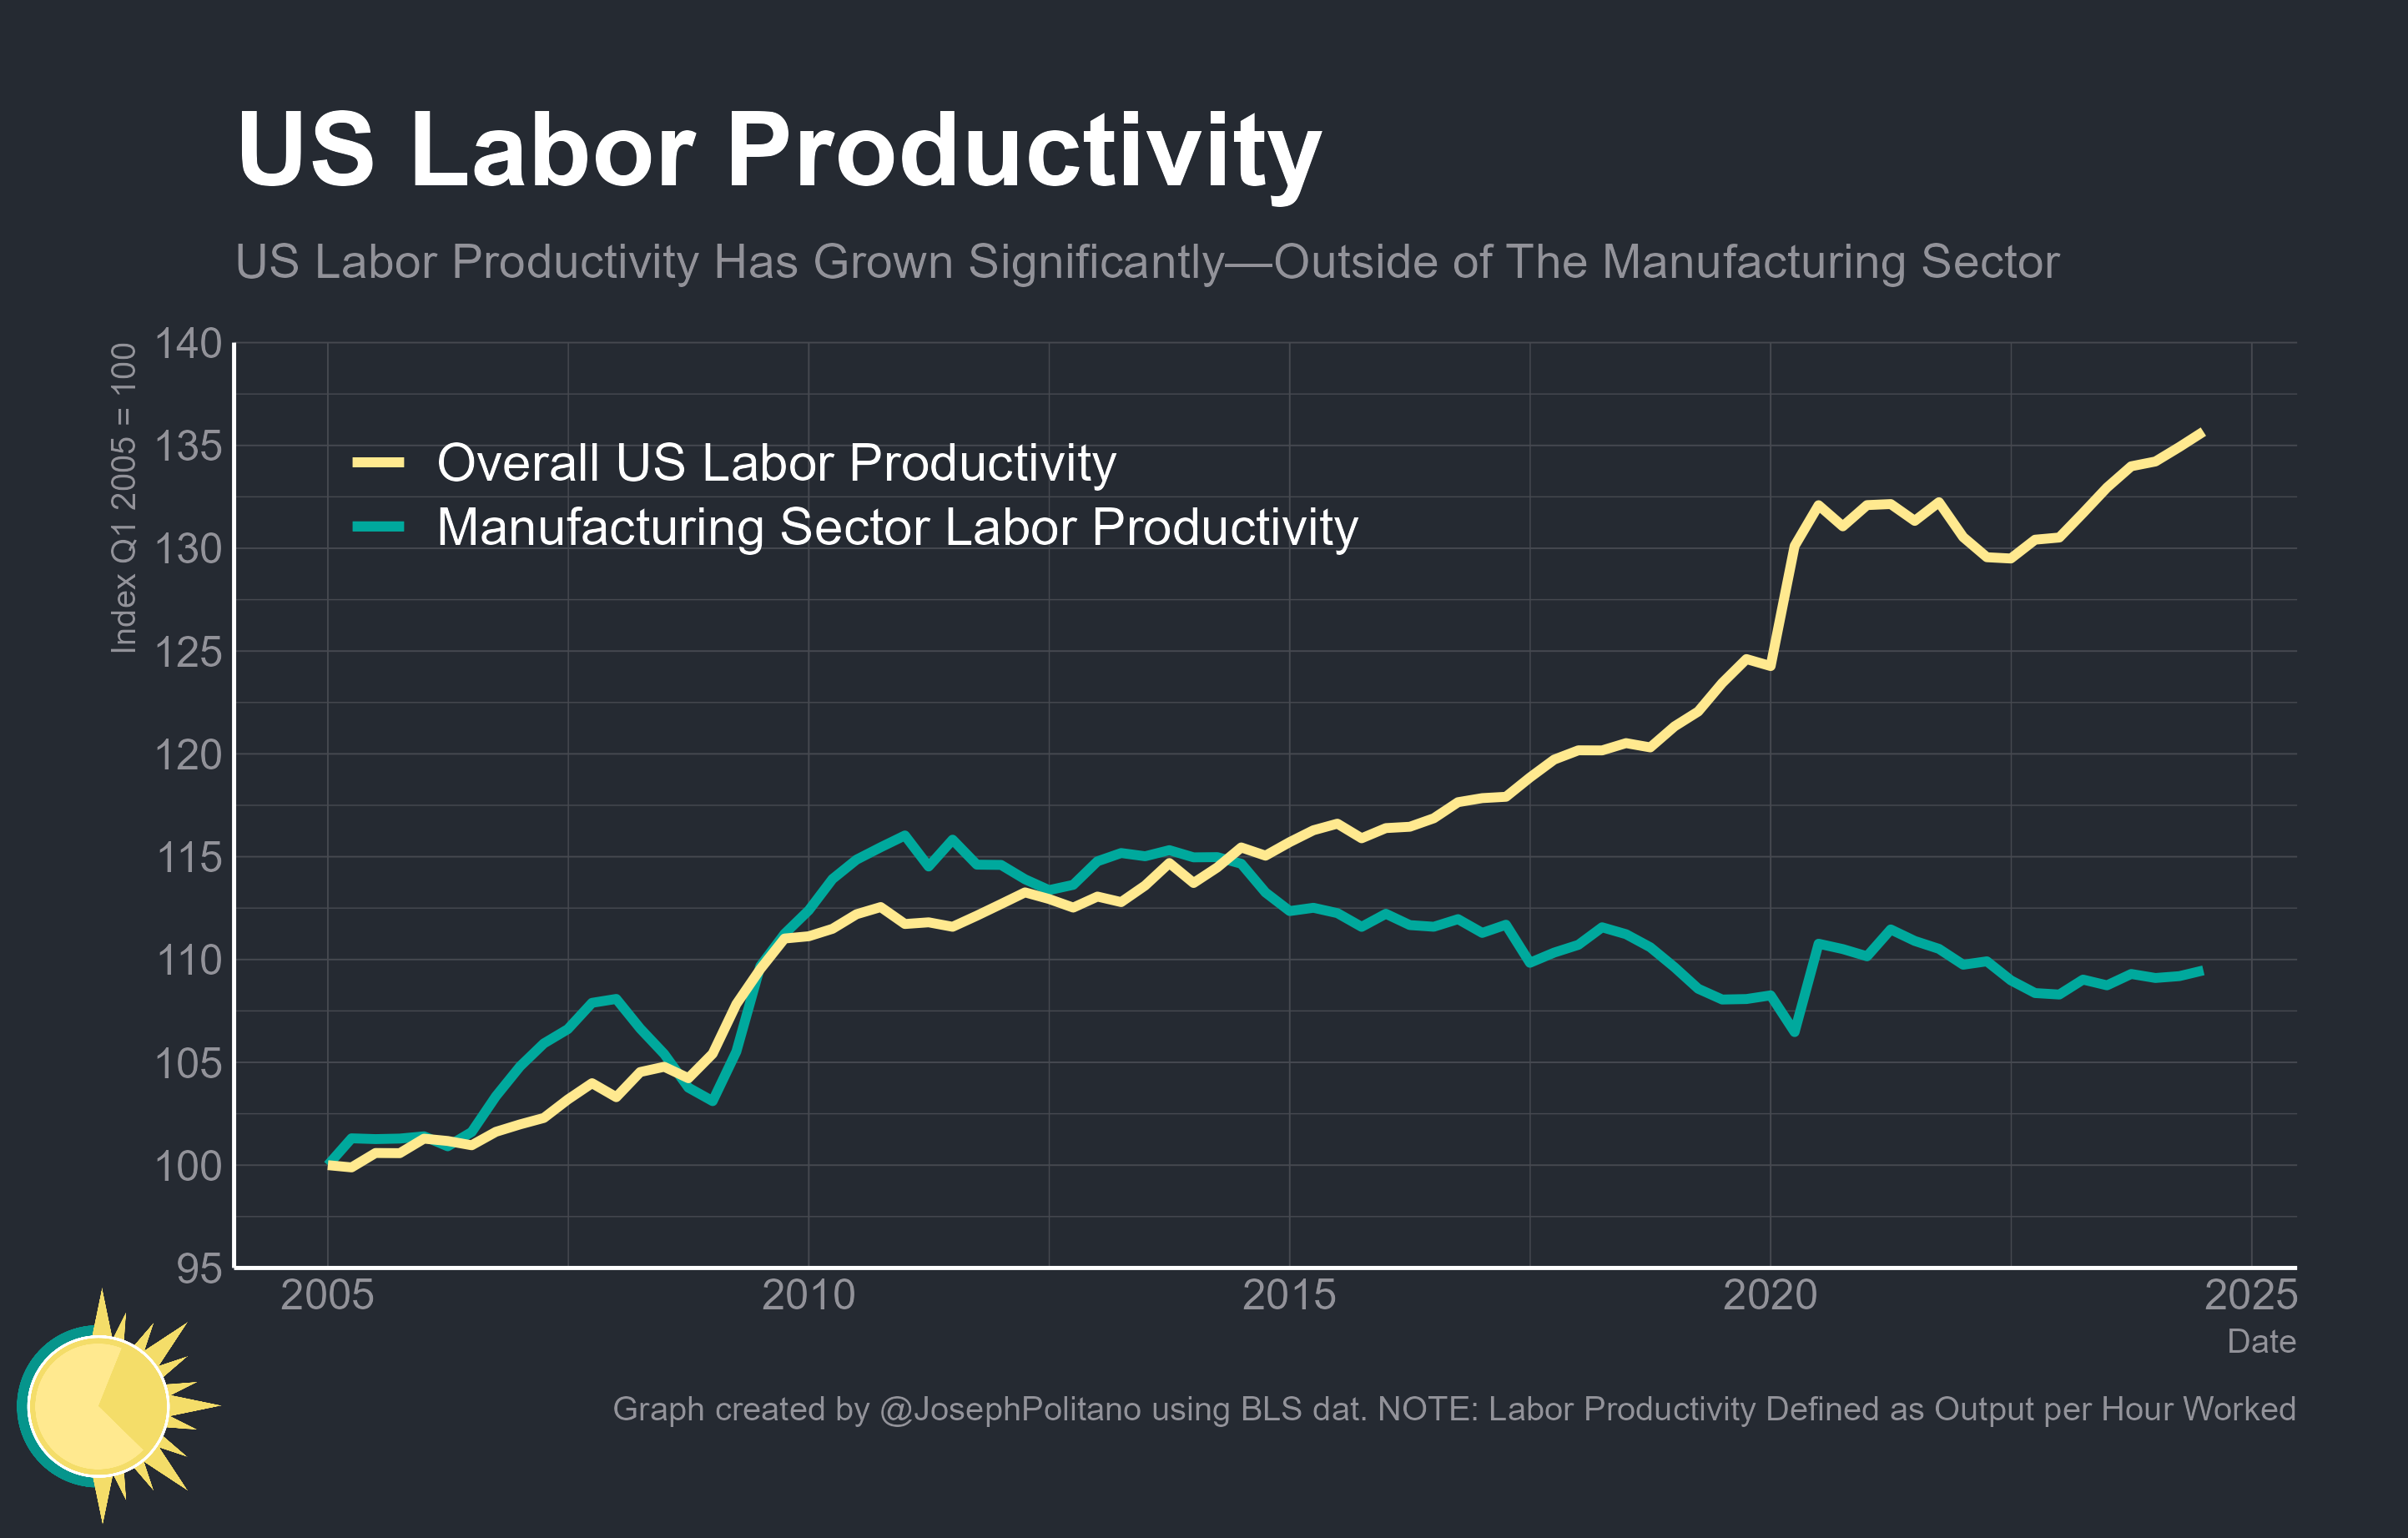 US Labor Productivity
US Labor Productivity Has Grown Significantly—Outside of The Manufacturing Sector
Index Q1 2005 = 100
140
135
130
125
120
115
110
105
100
95
Overall US Labor Productivity
Manufacturing Sector Labor Productivity
2005 2010 2015 2020 2025
Date
Graph created by @JosephPolitano using BLS dat. NOTE: Labor Productivity Defined as Output per Hour Worked